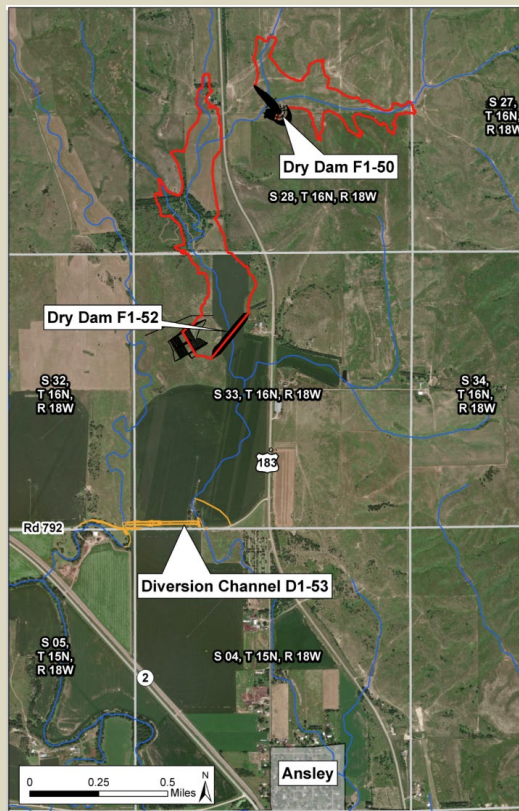 S 27,
T 16N,
R 18W
Dry Dam F1-50
S 28, T 16N, R 18W
Dry Dam F1-52
S 32,
T 16N,
R 18W
S 33, T 16N, R 18W
S 34,
T 16N,
R 18W
183
Rd 792
Diversion Channel D1-53
S 05,
T 15N,
R 18W
S 04, T 15N, R 18W
2
Ansley
0 0.25 0.5
Miles
N